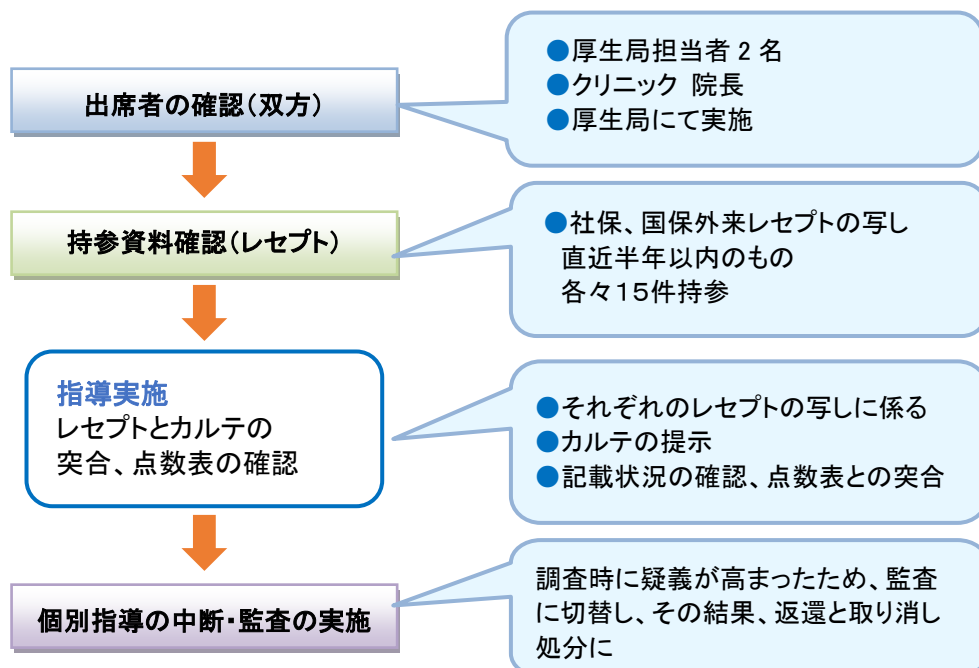 出席者の確認(双方)
●厚生局担当者 2 名
●クリニック 院長
●厚生局にて実施
持参資料確認(レセプト)
●社保、国保外来レセプトの写し
直近半年以内のもの
各々15件持参
指導実施
レセプトとカルテの
突合、点数表の確認
●それぞれのレセプトの写しに係る
●カルテの提示
●記載状況の確認、点数表との突合
個別指導の中断・監査の実施
調査時に疑義が高まったため、監査
に切替し、その結果、返還と取り消し
処分に